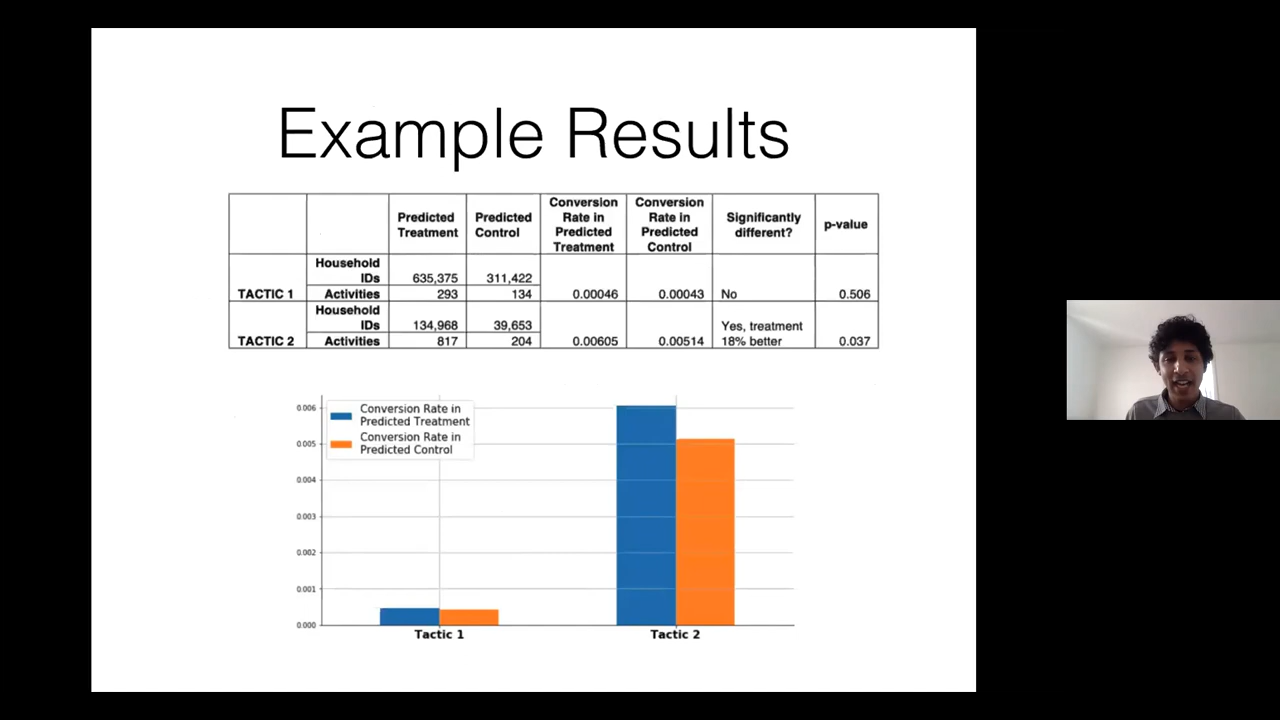 Example Results
Predicted Treatment
Predicted Control
Conversion Rate in Predicted Treatment
Conversion Rate in Predicted Control
Significantly different?
p-value
TACTIC 1
Household IDs 635,375 311,422
Activities 293 134 0.00046 0.00043 No 0.506
TACTIC 2
Household IDs 134,968 39,653
Activities 817 204 0.00605 0.00514 Yes, treatment 18% better 0.037
Conversion Rate in
Predicted Treatment
Conversion Rate in
Predicted Control
0.006
0.005
0.004
0.003
0.002
0.001
0.000
Tactic 1
Tactic 2